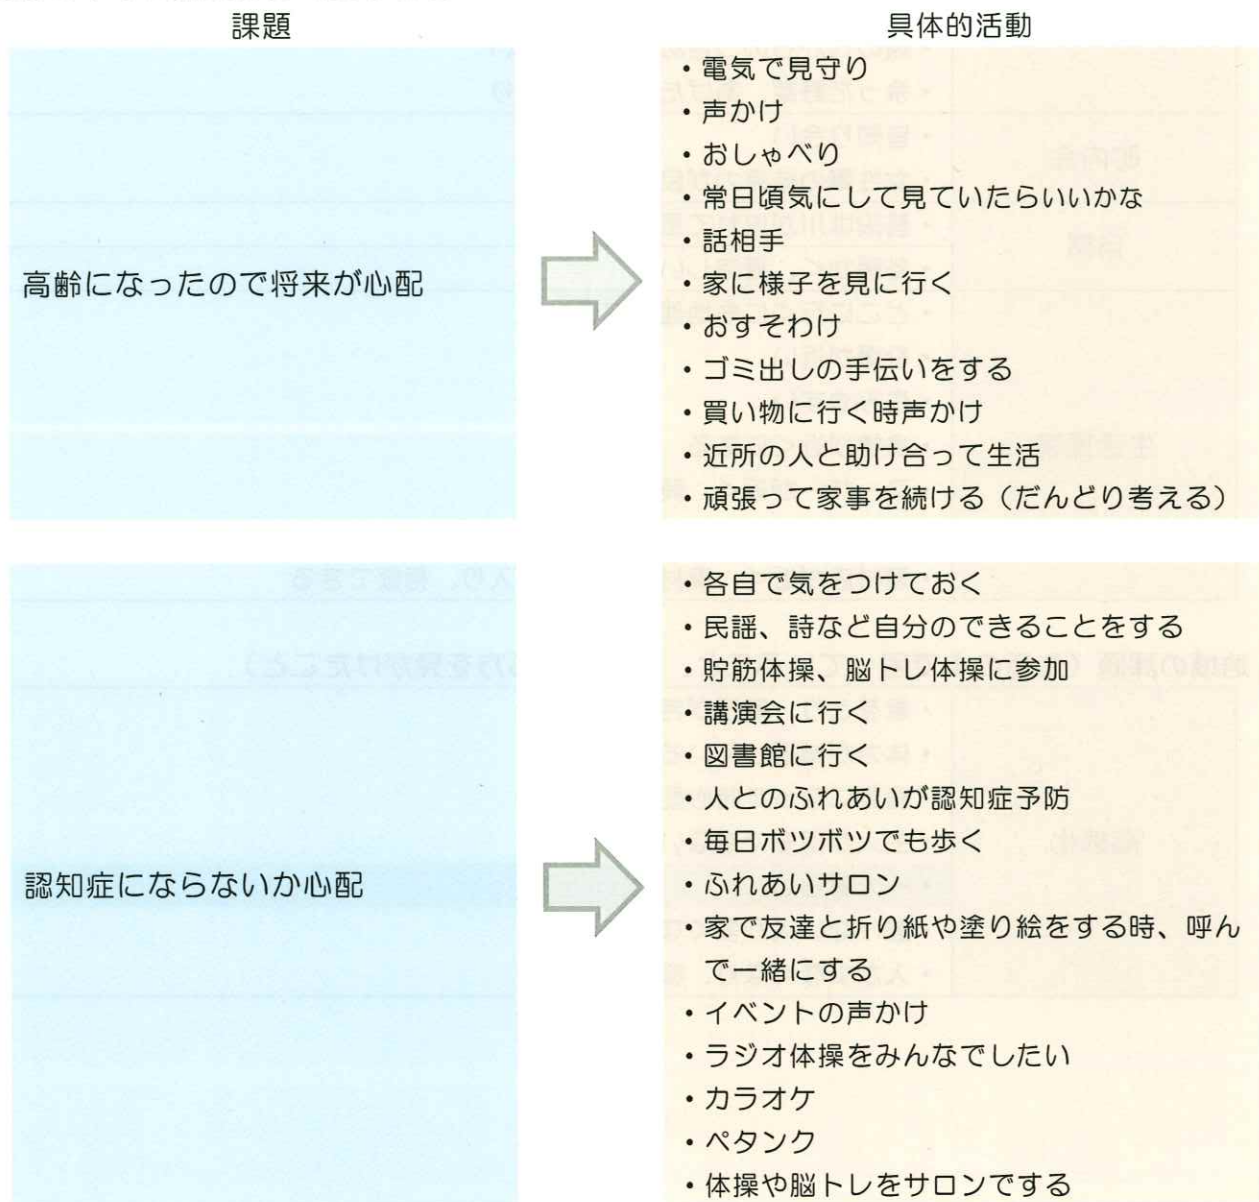 課題
具体的活動
高齢になったので将来が心配
・電気で見守り
・声かけ
・おしゃべり
・常日頃気にして見ていたらいいかな
・話相手
・家に様子を見に行く
・おすそわけ
・ゴミ出しの手伝いをする
・買い物に行く時声かけ
・近所の人と助け合って生活
・頑張って家事を続ける（だんどり考える）
認知症にならないか心配
・各自で気をつけておく
・民謡、詩など自分のできることをする
・貯筋体操、脳トレ体操に参加
・講演会に行く
・図書館に行く
・人とのふれあいが認知症予防
・毎日ボツボツでも歩く
・ふれあいサロン
・家で友達と折り紙や塗り絵をする時、呼ん
で一緒にする
・イベントの声かけ
・ラジオ体操をみんなでしたい
・カラオケ
・ペタンク
・体操や脳トレをサロンでする